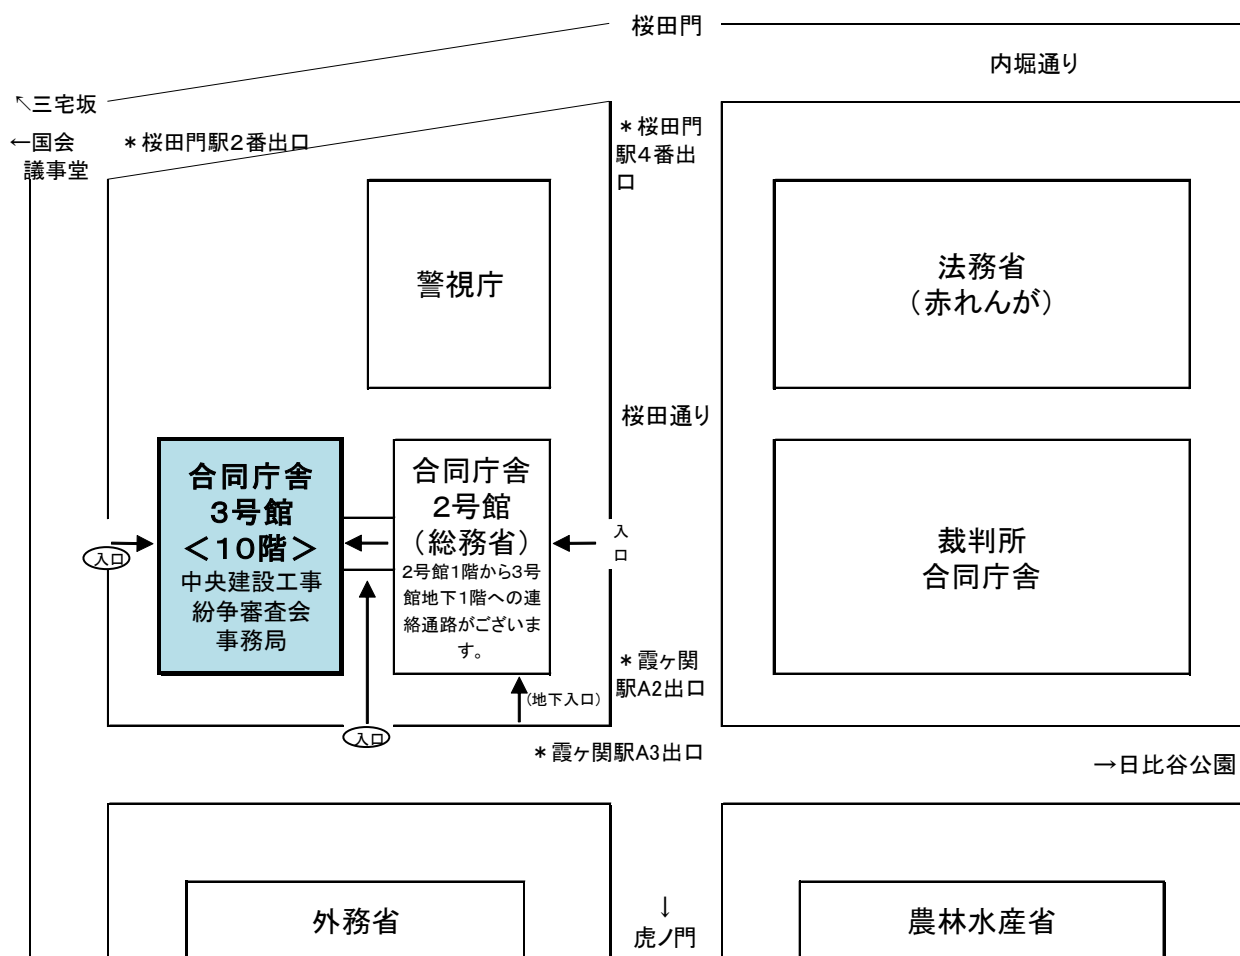 桜田門
内堀通り
↖三宅坂
←国会
議事堂
＊桜田門駅２番出口
＊桜田門
駅４番出
口
警視庁
法務省
（赤れんが）
桜田通り
合同庁舎
３号館
＜１０階＞
中央建設工事
紛争審査会
事務局
合同庁舎
２号館
（総務省）
２号館１階から３号
館地下１階への連
絡通路がございま
す。
入口
入
口
裁判所
合同庁舎
＊霞ヶ関
駅A２出口
（地下入口）
入口
＊霞ヶ関駅A3出口
→日比谷公園
外務省
↓
虎ノ門
農林水産省